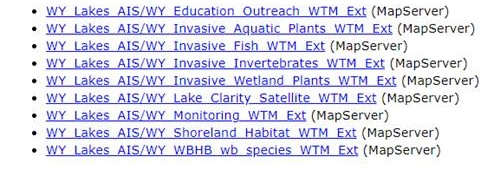 WY_Lakes_AIS/WY_Education_Outreach_WTM_Ext (MapServer)
WY_Lakes_AIS/WY_Invasive_Aquatic_Plants_WTM_Ext (MapServer)
WY_Lakes_AIS/WY_Invasive_Fish_WTM_Ext (MapServer)
WY_Lakes_AIS/WY_Invasive_Invertebrates_WTM_Ext (MapServer)
WY_Lakes_AIS/WY_Invasive_Wetland_Plants_WTM_Ext (MapServer)
WY_Lakes_AIS/WY_Lake_Clarity_Satellite_WTM_Ext (MapServer)
WY_Lakes_AIS/WY_Monitoring_WTM_Ext (MapServer)
WY_Lakes_AIS/WY_Shoreland_Habitat_WTM_Ext (MapServer)
WY_Lakes_AIS/WY_WBHB_wb_species_WTM_Ext (MapServer)